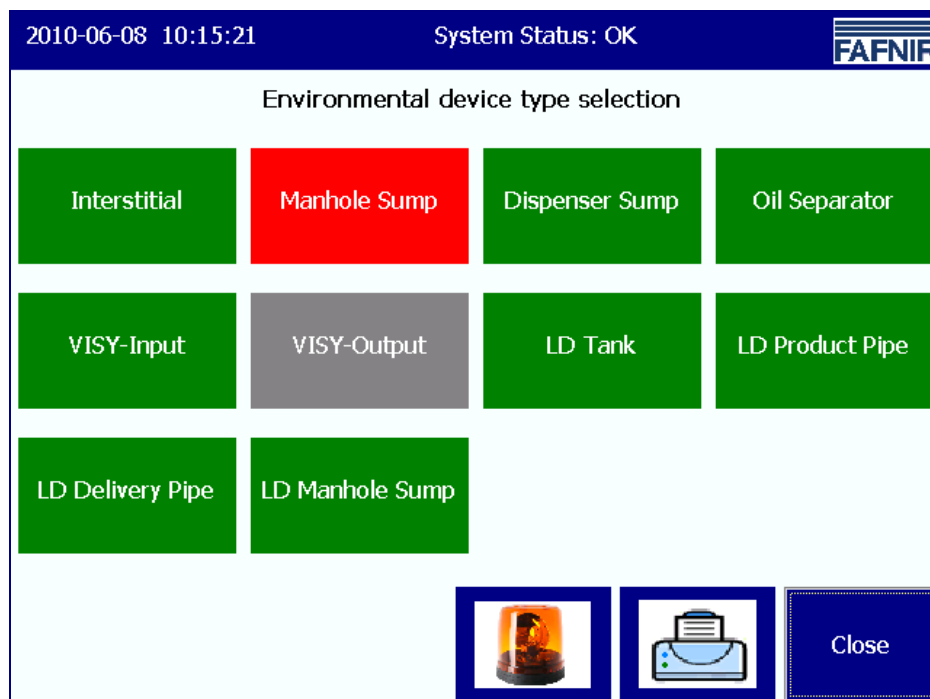 2010-06-08 10:15:21 System Status: OK FAFNIR
Environmental device type selection
Interstitial Manhole Sump Dispenser Sump Oil Separator
VISY-Input VISY-Output LD Tank LD Product Pipe
LD Delivery Pipe LD Manhole Sump
Close